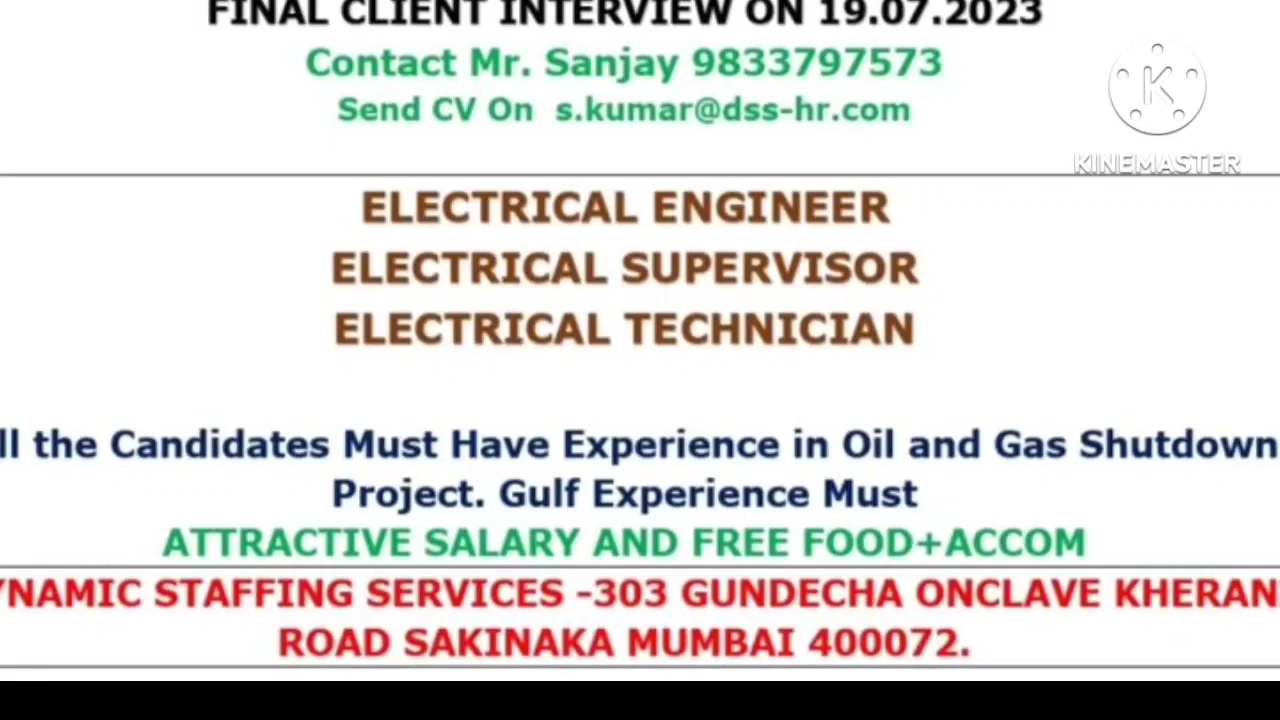 FINAL CLIENT INTERVIEW ON 19.07.2023
Contact Mr. Sanjay 9833797573
Send CV On s.kumar@dss-hr.com
KINEMASTER
ELECTRICAL ENGINEER
ELECTRICAL SUPERVISOR
ELECTRICAL TECHNICIAN
ll the Candidates Must Have Experience in Oil and Gas Shutdown
Project. Gulf Experience Must
ATTRACTIVE SALARY AND FREE FOOD+ACCOM
YNAMIC STAFFING SERVICES -303 GUNDECHA ONCLAVE KHERAN
ROAD SAKINAKA MUMBAI 400072.